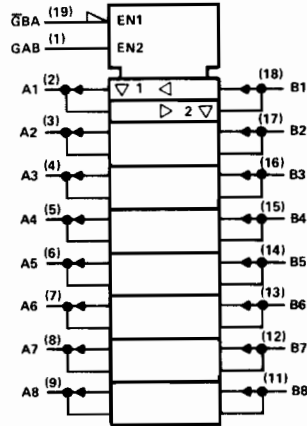 G̅BA (19) EN1
GAB (1) EN2
A1 (2) ▽ 1 ◁ (18) B1
▷ 2 ▽
A2 (3) (17) B2
A3 (4) (16) B3
A4 (5) (15) B4
A5 (6) (14) B5
A6 (7) (13) B6
A7 (8) (12) B7
A8 (9) (11) B8